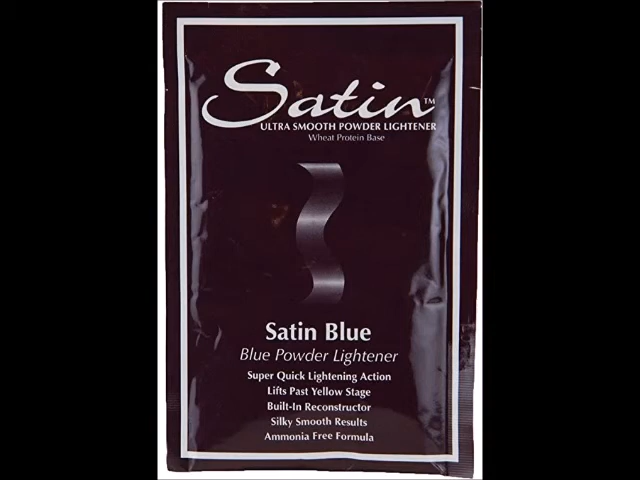 Satin™
ULTRA SMOOTH POWDER LIGHTENER
Wheat Protein Base
Satin Blue
Blue Powder Lightener
Super Quick Lightening Action
Lifts Past Yellow Stage
Built-In Reconstructor
Silky Smooth Results
Ammonia Free Formula